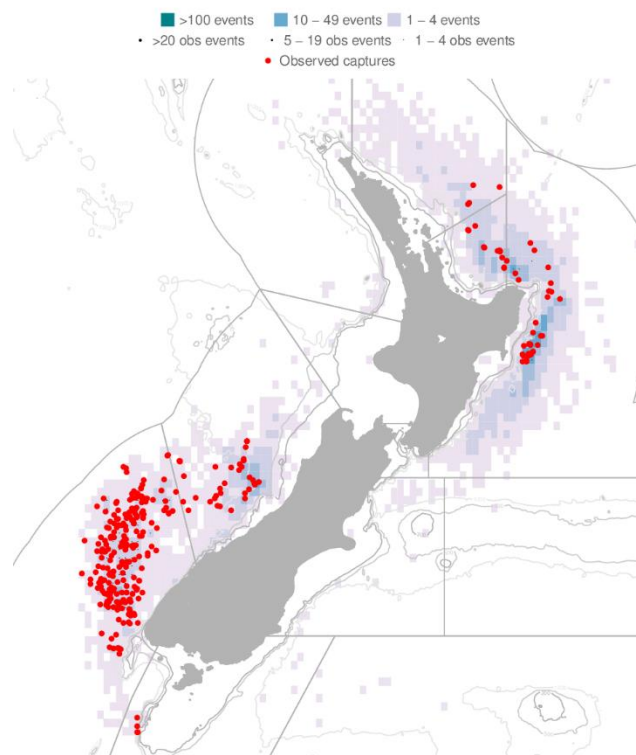 >100 events 10 – 49 events 1 – 4 events
>20 obs events 5 – 19 obs events 1 – 4 obs events
Observed captures